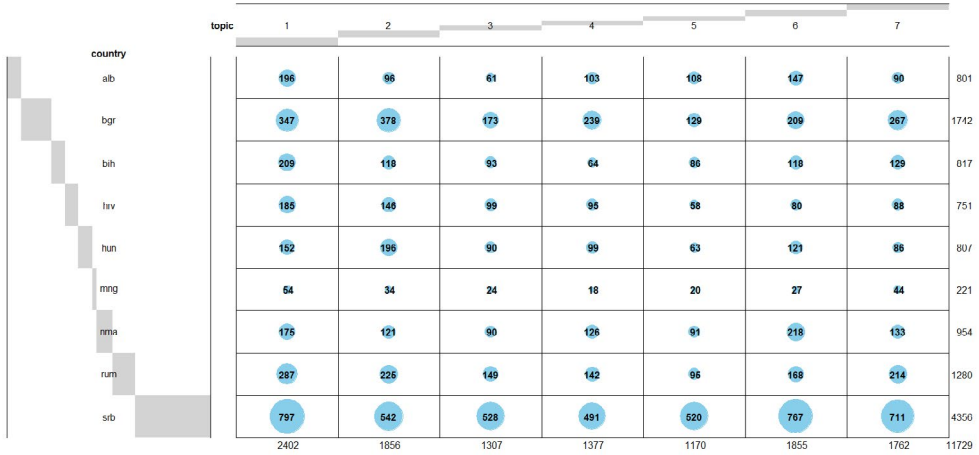 topic 1 2 3 4 5 6 7
country
alb 196 96 61 103 108 147 90 801
bgr 347 378 173 239 129 209 267 1742
bih 209 118 93 64 86 118 129 817
hrv 185 146 99 95 58 80 88 751
hun 152 196 90 99 63 121 86 807
mng 54 34 24 18 20 27 44 221
nma 175 121 90 126 91 218 133 954
rum 287 225 149 142 95 168 214 1280
srb 797 542 528 491 520 767 711 4356
2402 1856 1307 1377 1170 1855 1762 11729